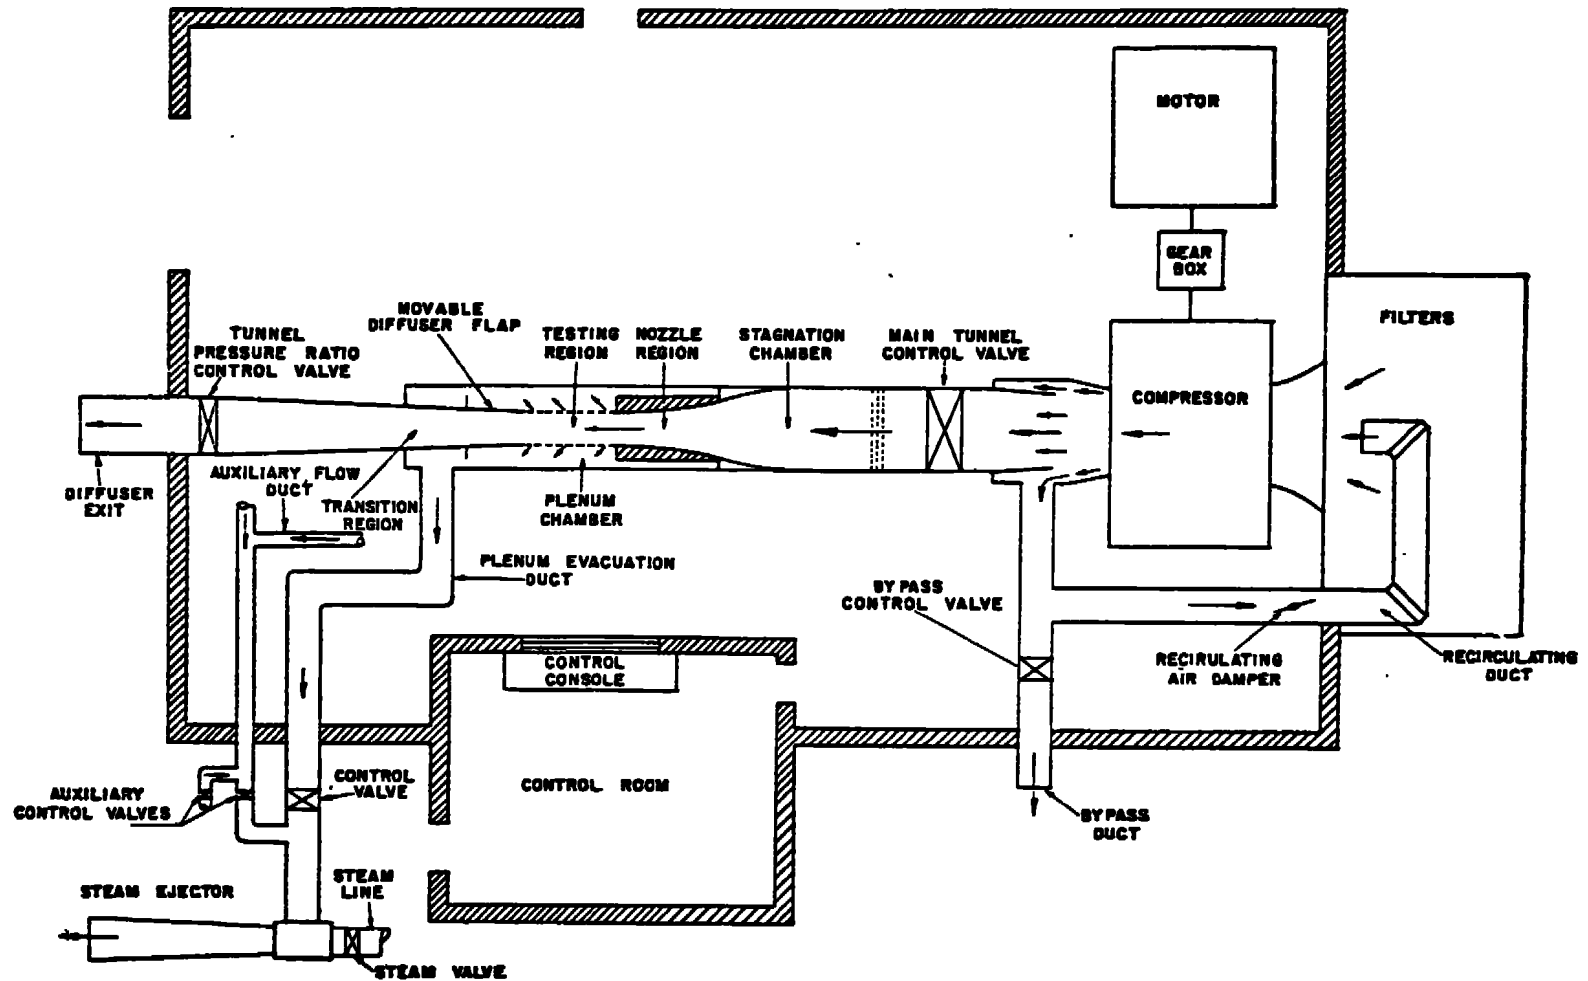 MOTOR
GEAR
BOX
FILTERS
MOVABLE
DIFFUSER FLAP
TUNNEL
PRESSURE RATIO
CONTROL VALVE
TESTING
REGION
NOZZLE
REGION
STAGNATION
CHAMBER
MAIN TUNNEL
CONTROL VALVE
COMPRESSOR
DIFFUSER
EXIT
AUXILIARY FLOW
DUCT
TRANSITION
REGION
PLENUM
CHAMBER
PLENUM EVACUATION
DUCT
BY PASS
CONTROL VALVE
RECIRULATING
AIR DAMPER
RECIRCULATING
DUCT
CONTROL
CONSOLE
CONTROL ROOM
CONTROL
VALVE
AUXILIARY
CONTROL VALVES
BY PASS
DUCT
STEAM EJECTOR
STEAM
LINE
STEAM VALVE